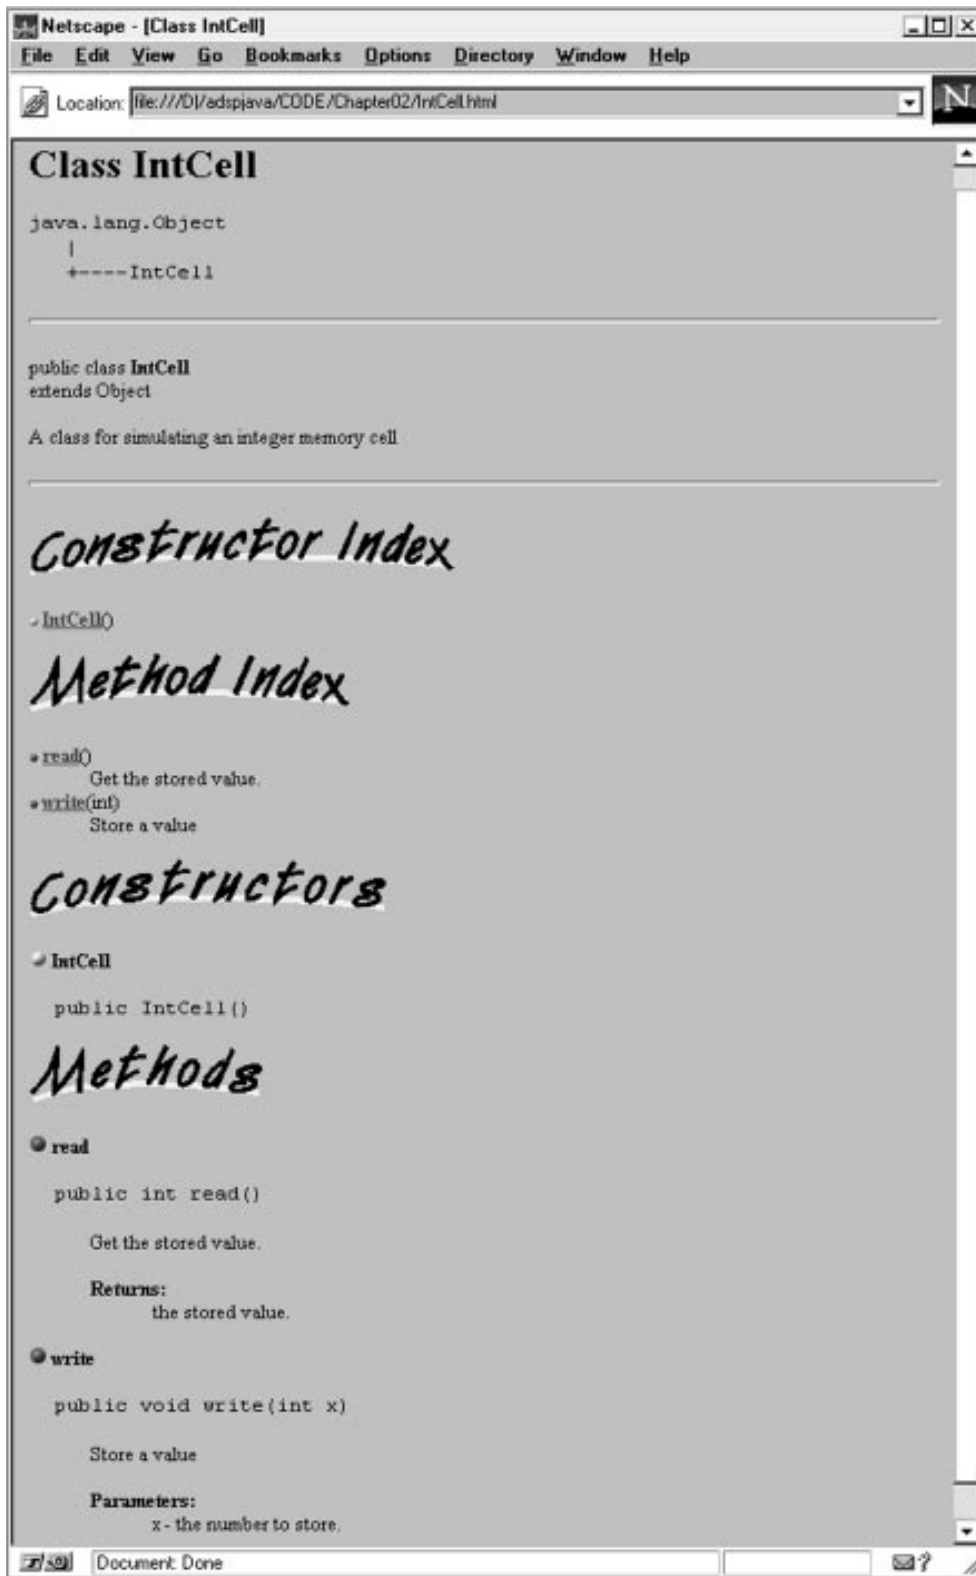 Netscape - [Class IntCell]
File Edit View Go Bookmarks Options Directory Window Help
Location: file:///D|/adspjava/CODE/Chapter02/IntCell.html
N
Class IntCell
java.lang.Object
|
+----IntCell
public class IntCell
extends Object
A class for simulating an integer memory cell
Constructor Index
IntCell()
Method Index
read()
Get the stored value.
write(int)
Store a value
Constructors
IntCell
public IntCell()
Methods
read
public int read()
Get the stored value.
Returns:
the stored value.
write
public void write(int x)
Store a value
Parameters:
x - the number to store.
Document: Done
?